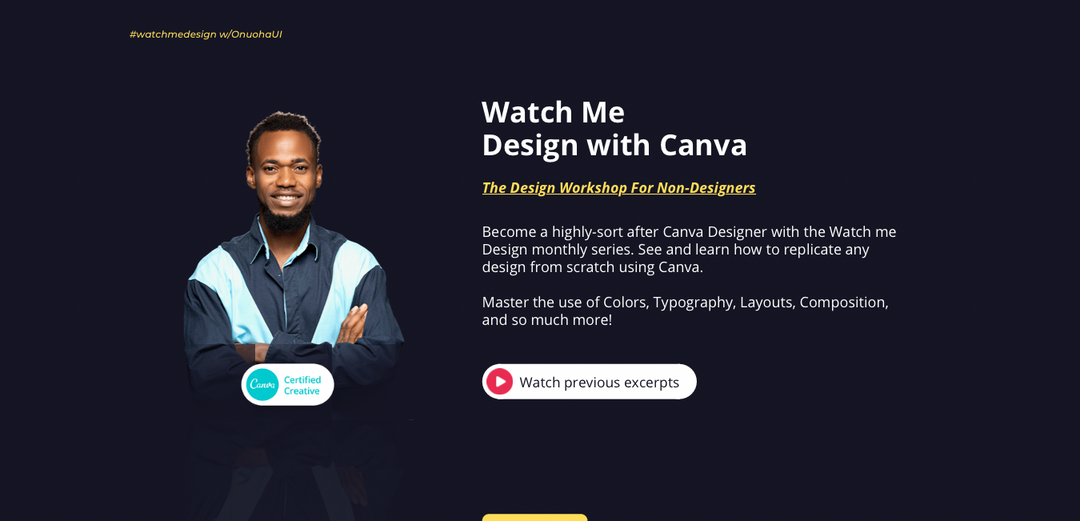 #watchmedesign w/OnuohaUI
Watch Me
Design with Canva
The Design Workshop For Non-Designers
Become a highly-sort after Canva Designer with the Watch me
Design monthly series. See and learn how to replicate any
design from scratch using Canva.
Master the use of Colors, Typography, Layouts, Composition,
and so much more!
Canva
Certified
Creative
Watch previous excerpts